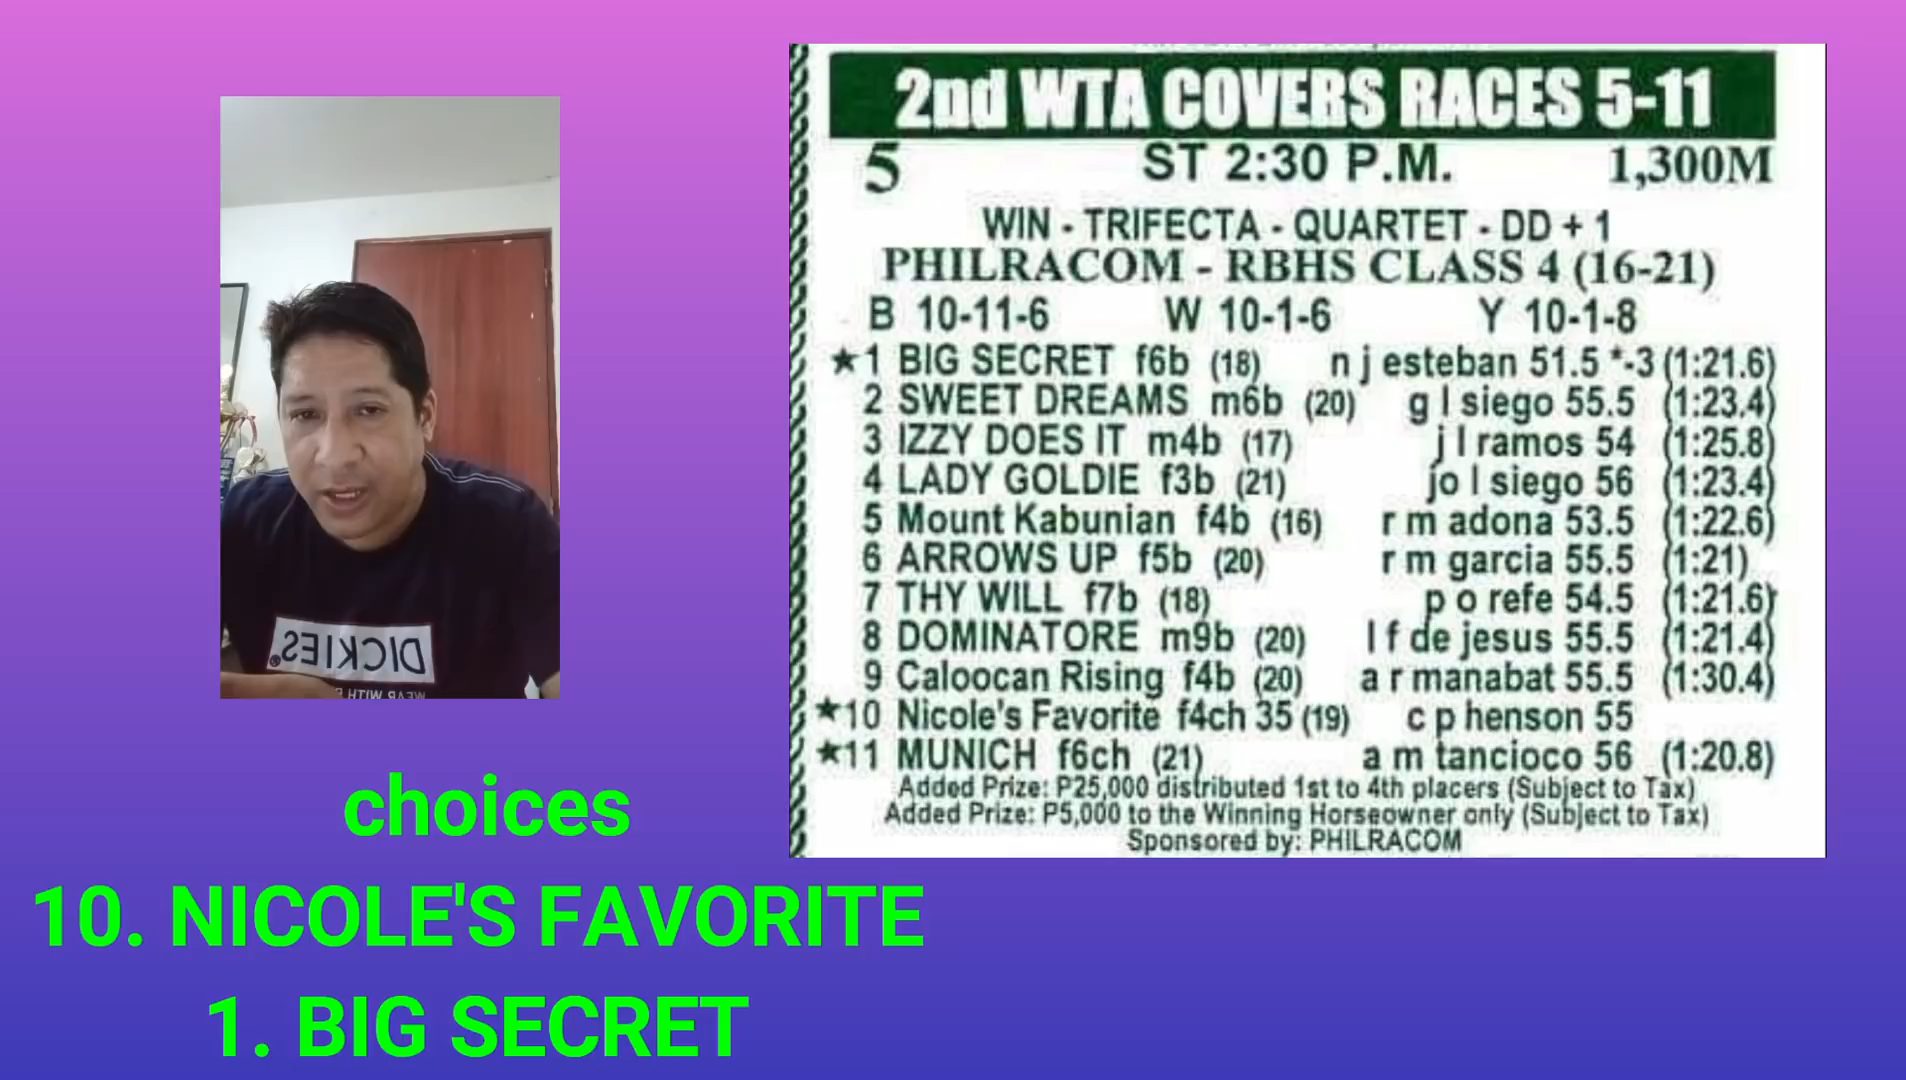 2nd WTA COVERS RACES 5-11
5 ST 2:30 P.M. 1,300M
WIN - TRIFECTA - QUARTET - DD + 1
PHILRACOM - RBHS CLASS 4 (16-21)
B 10-11-6 W 10-1-6 Y 10-1-8
★1 BIG SECRET f6b (18) n j esteban 51.5 *-3 (1:21.6)
2 SWEET DREAMS m6b (20) g l siego 55.5 (1:23.4)
3 IZZY DOES IT m4b (17) j l ramos 54 (1:25.8)
4 LADY GOLDIE f3b (21) jo l siego 56 (1:23.4)
5 Mount Kabunian f4b (16) r m adona 53.5 (1:22.6)
6 ARROWS UP f5b (20) r m garcia 55.5 (1:21)
7 THY WILL f7b (18) p o refe 54.5 (1:21.6)
8 DOMINATORE m9b (20) l f de jesus 55.5 (1:21.4)
9 Caloocan Rising f4b (20) a r manabat 55.5 (1:30.4)
★10 Nicole's Favorite f4ch 35 (19) c p henson 55
★11 MUNICH f6ch (21) a m tancioco 56 (1:20.8)
Added Prize: P25,000 distributed 1st to 4th placers (Subject to Tax)
Added Prize: P5,000 to the Winning Horseowner only (Subject to Tax)
Sponsored by: PHILRACOM
DICKIES®
WEAR WITH
choices
10. NICOLE'S FAVORITE
1. BIG SECRET